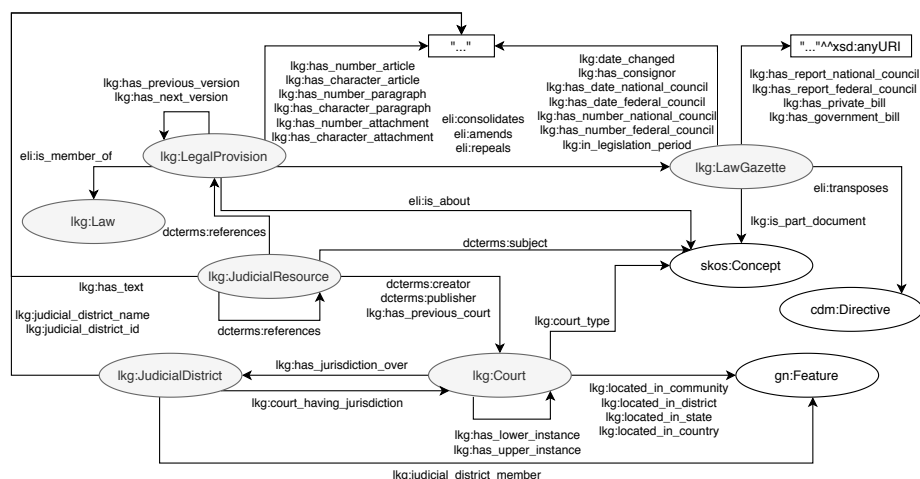 "..."
"..."^^xsd:anyURI
lkg:has_previous_version
lkg:has_next_version
lkg:has_number_article
lkg:has_character_article
lkg:has_number_paragraph
lkg:has_character_paragraph
lkg:has_number_attachment
lkg:has_character_attachment
eli:consolidates
eli:amends
eli:repeals
lkg:date_changed
lkg:has_consignor
lkg:has_date_national_council
lkg:has_date_federal_council
lkg:has_number_national_council
lkg:has_number_federal_council
lkg:in_legislation_period
lkg:has_report_national_council
lkg:has_report_federal_council
lkg:has_private_bill
lkg:has_government_bill
eli:is_member_of
lkg:LegalProvision
lkg:LawGazette
eli:transposes
lkg:Law
eli:is_about
lkg:is_part_document
dcterms:references
dcterms:subject
skos:Concept
lkg:JudicialResource
lkg:has_text
dcterms:creator
dcterms:publisher
lkg:has_previous_court
cdm:Directive
lkg:judicial_district_name
lkg:judicial_district_id
dcterms:references
lkg:court_type
lkg:has_jurisdiction_over
lkg:JudicialDistrict
lkg:Court
gn:Feature
lkg:court_having_jurisdiction
lkg:located_in_community
lkg:located_in_district
lkg:located_in_state
lkg:located_in_country
lkg:has_lower_instance
lkg:has_upper_instance
lkg:judicial_district_member